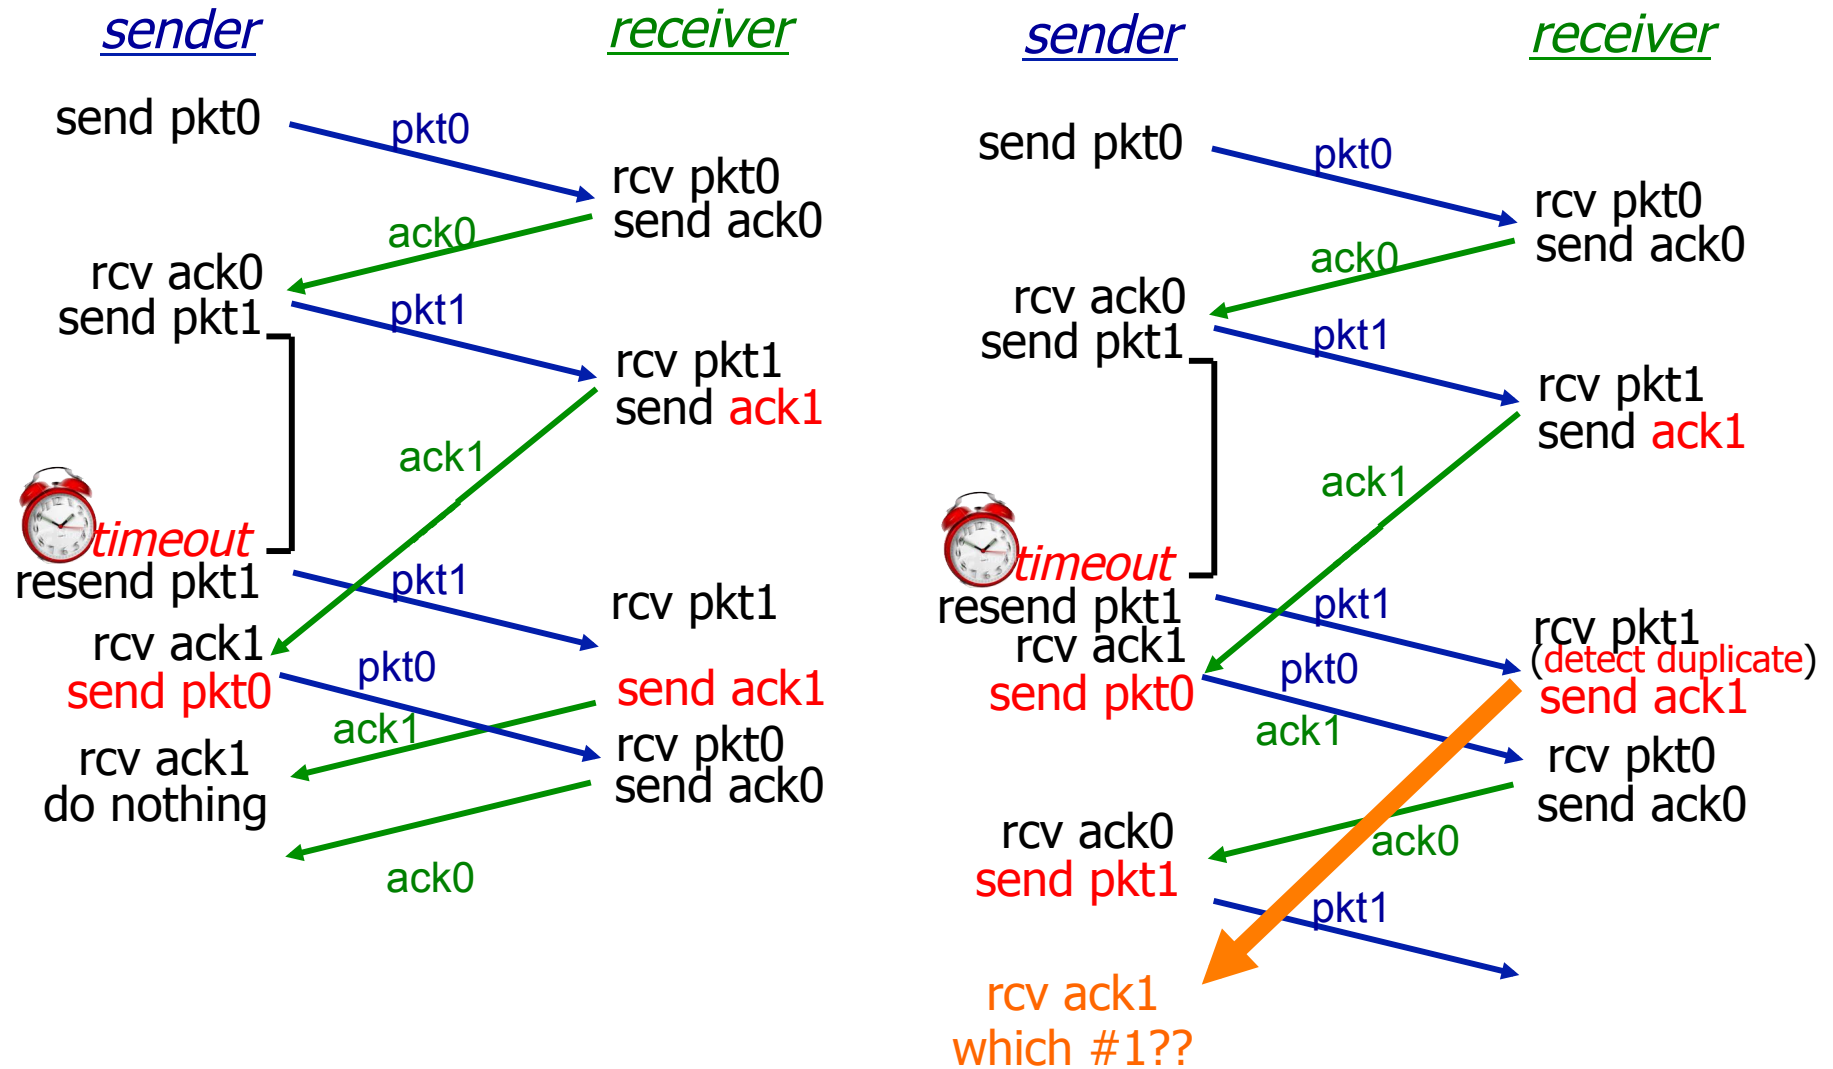 sender
receiver
send pkt0
pkt0
rcv pkt0
send ack0
ack0
rcv ack0
send pkt1
pkt1
rcv pkt1
send ack1
ack1
timeout
resend pkt1
pkt1
rcv pkt1
rcv ack1
send pkt0
pkt0
send ack1
ack1
rcv pkt0
send ack0
rcv ack1
do nothing
ack0
sender
receiver
send pkt0
pkt0
rcv pkt0
send ack0
ack0
rcv ack0
send pkt1
pkt1
rcv pkt1
send ack1
ack1
timeout
resend pkt1
pkt1
rcv pkt1
(detect duplicate)
send ack1
rcv ack1
send pkt0
pkt0
ack1
rcv pkt0
send ack0
ack0
rcv ack0
send pkt1
pkt1
rcv ack1
which #1??